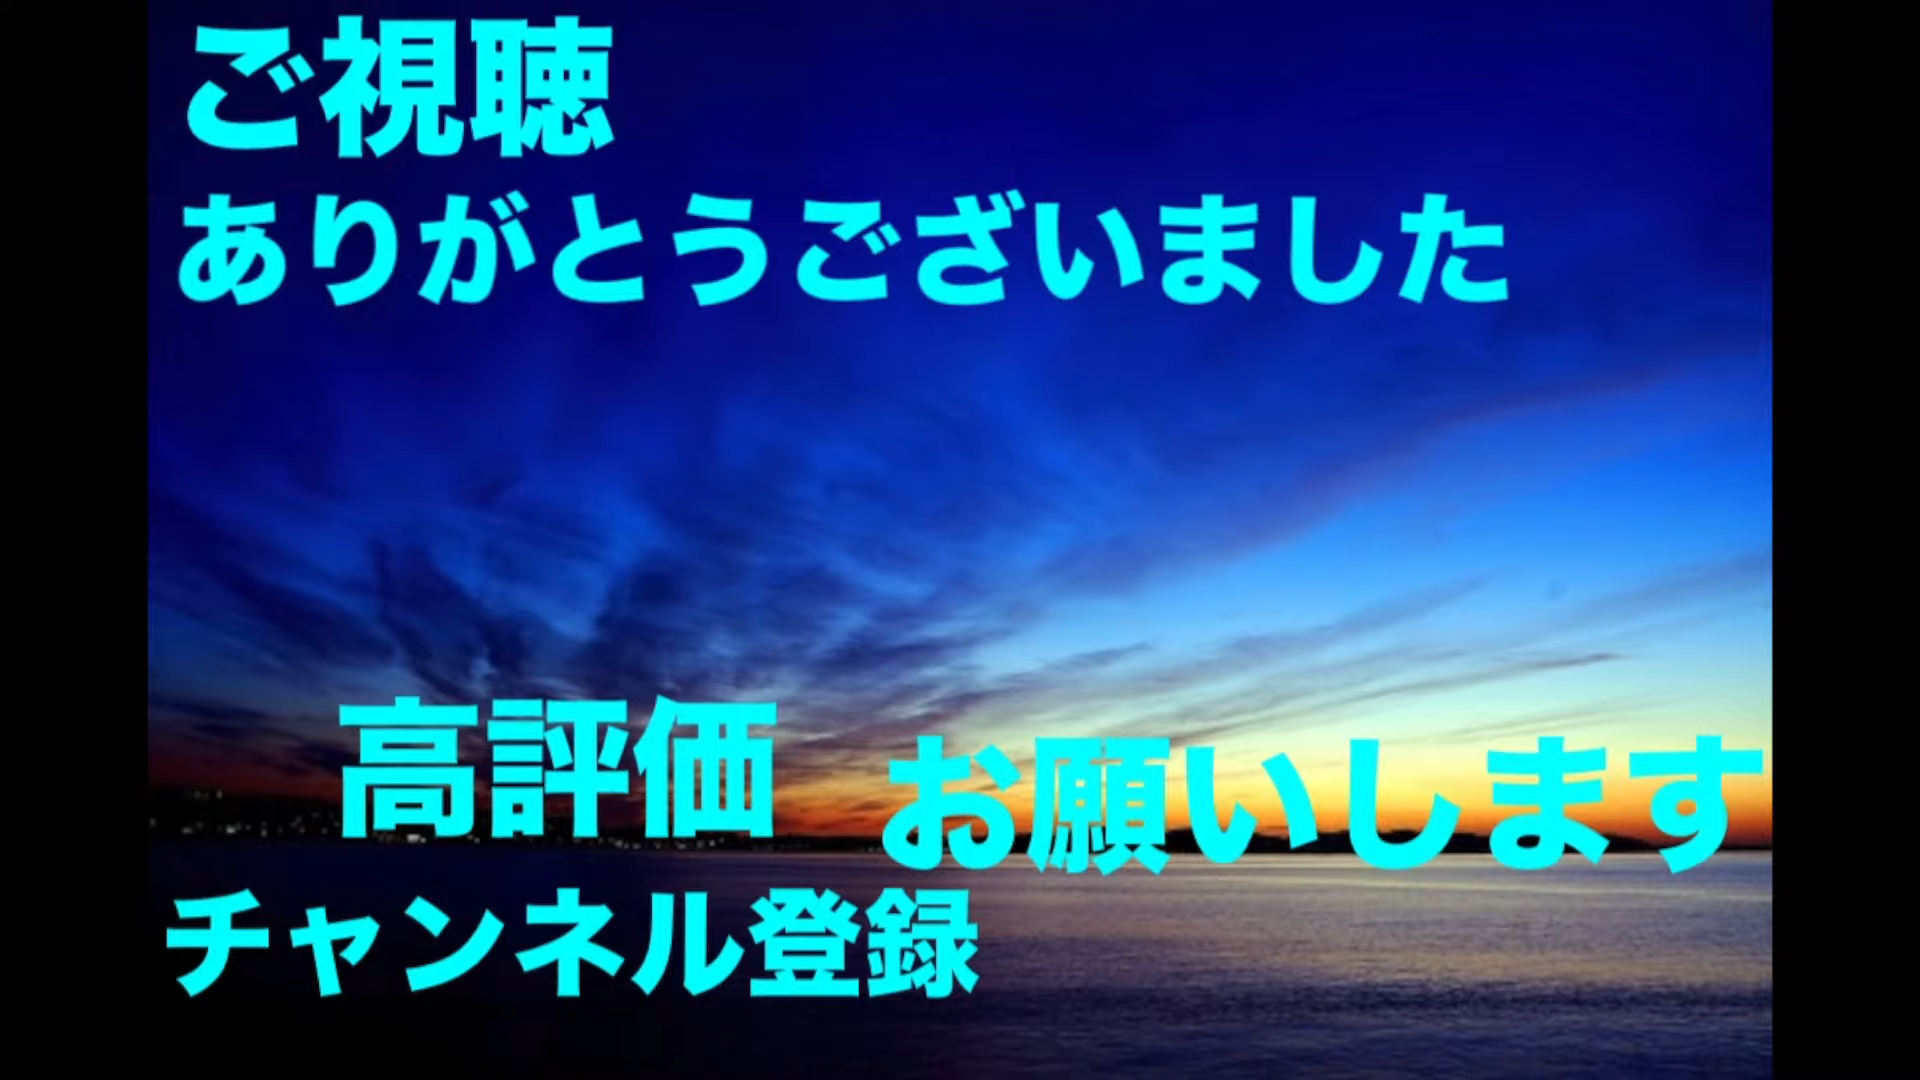 ご視聴
ありがとうございました
高評価
お願いします
チャンネル登録